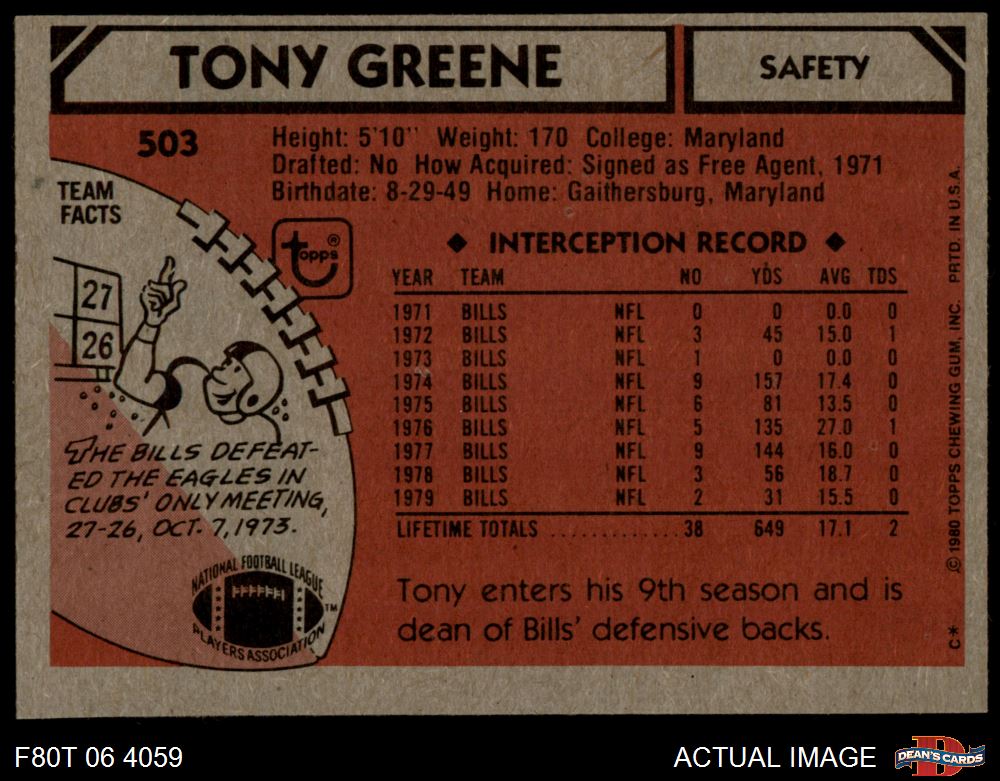 TONY GREENE
SAFETY
503
Height: 5'10" Weight: 170 College: Maryland
Drafted: No How Acquired: Signed as Free Agent, 1971
Birthdate: 8-29-49 Home: Gaithersburg, Maryland
TEAM
FACTS
27
26
THE BILLS DEFEAT-
ED THE EAGLES IN
CLUBS' ONLY MEETING,
27-26, OCT. 7, 1973.
NATIONAL FOOTBALL LEAGUE
PLAYERS ASSOCIATION
TM
topps ®
◆ INTERCEPTION RECORD ◆
YEAR TEAM NO YDS AVG TDS
1971 BILLS NFL 0 0 0.0 0
1972 BILLS NFL 3 45 15.0 1
1973 BILLS NFL 1 0 0.0 0
1974 BILLS NFL 9 157 17.4 0
1975 BILLS NFL 6 81 13.5 0
1976 BILLS NFL 5 135 27.0 1
1977 BILLS NFL 9 144 16.0 0
1978 BILLS NFL 3 56 18.7 0
1979 BILLS NFL 2 31 15.5 0
LIFETIME TOTALS ............. 38 649 17.1 2
Tony enters his 9th season and is
dean of Bills' defensive backs.
C* © 1980 TOPPS CHEWING GUM, INC. PRTD. IN U.S.A.
F80T 06 4059
ACTUAL IMAGE
D
DEAN'S CARDS